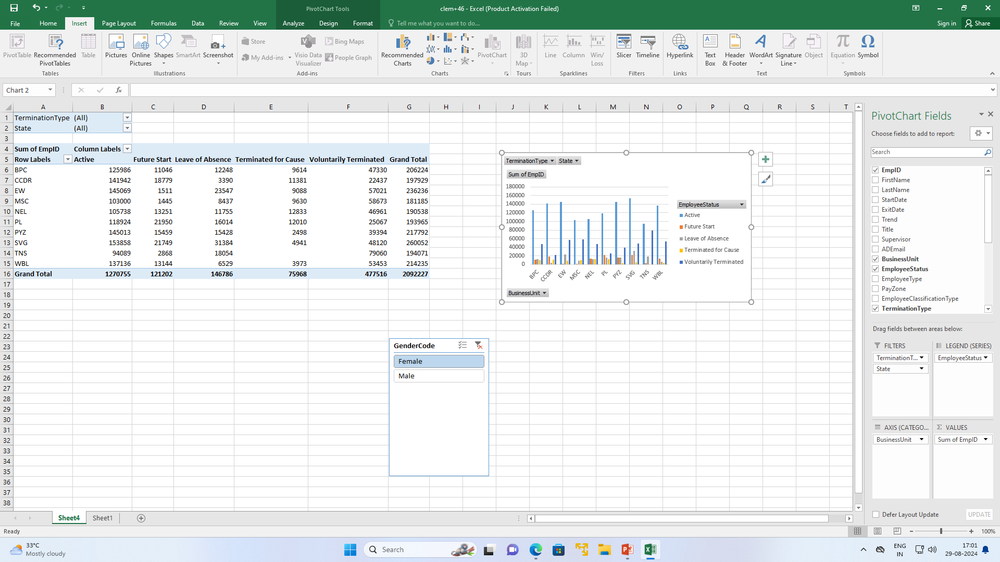 PivotChart Tools
clem+46 - Excel (Product Activation Failed)
File Home Insert Page Layout Formulas Data Review View Analyze Design Format Tell me what you want to do... Sign in Share
PivotTable Recommended PivotTables Table
Tables
Pictures Online Pictures Shapes SmartArt Screenshot
Illustrations
Store
My Add-ins
Visio Data Visualizer
Bing Maps
People Graph
Add-ins
Recommended Charts
PivotChart
Charts
3D Map
Tours
Line Column Win/ Loss
Sparklines
Slicer Timeline
Filters
Hyperlink
Links
Text Box Header & Footer WordArt Signature Line Object
Text
Equation Symbol
Symbols
Chart 2
fx
A B C D E F G H I J K L M N O P Q R S T
1 TerminationType (All)
2 State (All)
3
4 Sum of EmpID Column Labels
5 Row Labels Active Future Start Leave of Absence Terminated for Cause Voluntarily Terminated Grand Total
6 BPC 125986 11046 12248 9614 47330 206224
7 CCDR 141942 18779 3390 11381 22437 197929
8 EW 145069 1511 23547 9088 57021 236236
9 MSC 103000 1445 8437 9630 58673 181185
10 NEL 105738 13251 11755 12833 46961 190538
11 PL 118924 21950 16014 12010 25067 193965
12 PYZ 145013 15459 15428 2498 39394 217792
13 SVG 153858 21749 31384 4941 48120 260052
14 TNS 94089 2868 18054 79060 194071
15 WBL 137136 13144 6529 3973 53453 214235
16 Grand Total 1270755 121202 146786 75968 477516 2092227
17
18
19
20
21
22
23
24
25
26
27
28
29
30
31
32
33
34
35
36
37
38
TerminationType State
Sum of EmpID
180000
160000
140000
120000
100000
80000
60000
40000
20000
0
BPC CCDR EW MSC NEL PL PYZ SVG TNS WBL
BusinessUnit
EmployeeStatus
Active
Future Start
Leave of Absence
Terminated for Cause
Voluntarily Terminated
GenderCode
Female
Male
PivotChart Fields
Choose fields to add to report:
Search
EmpID
FirstName
LastName
StartDate
ExitDate
Trend
Title
Supervisor
ADEmail
BusinessUnit
EmployeeStatus
EmployeeType
PayZone
EmployeeClassificationType
TerminationType
Drag fields between areas below:
FILTERS
TerminationT...
State
LEGEND (SERIES)
EmployeeStatus
AXIS (CATEGO...
BusinessUnit
Σ VALUES
Sum of EmpID
Defer Layout Update UPDATE
Sheet4 Sheet1
Ready
100%
33°C
Mostly cloudy
Search
ENG
IN
17:01
29-08-2024